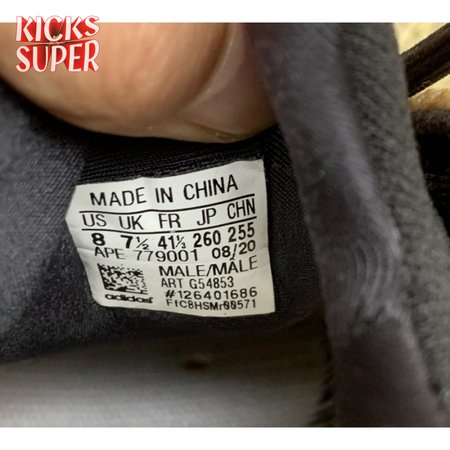 KICKS
SUPER
MADE IN CHINA
US UK FR JP CHN
8 7½ 41⅓ 260 255
APE 779001 08/20
MALE/MÂLE
ART G54853
#126401686
FfC8HSMr00571
adidas